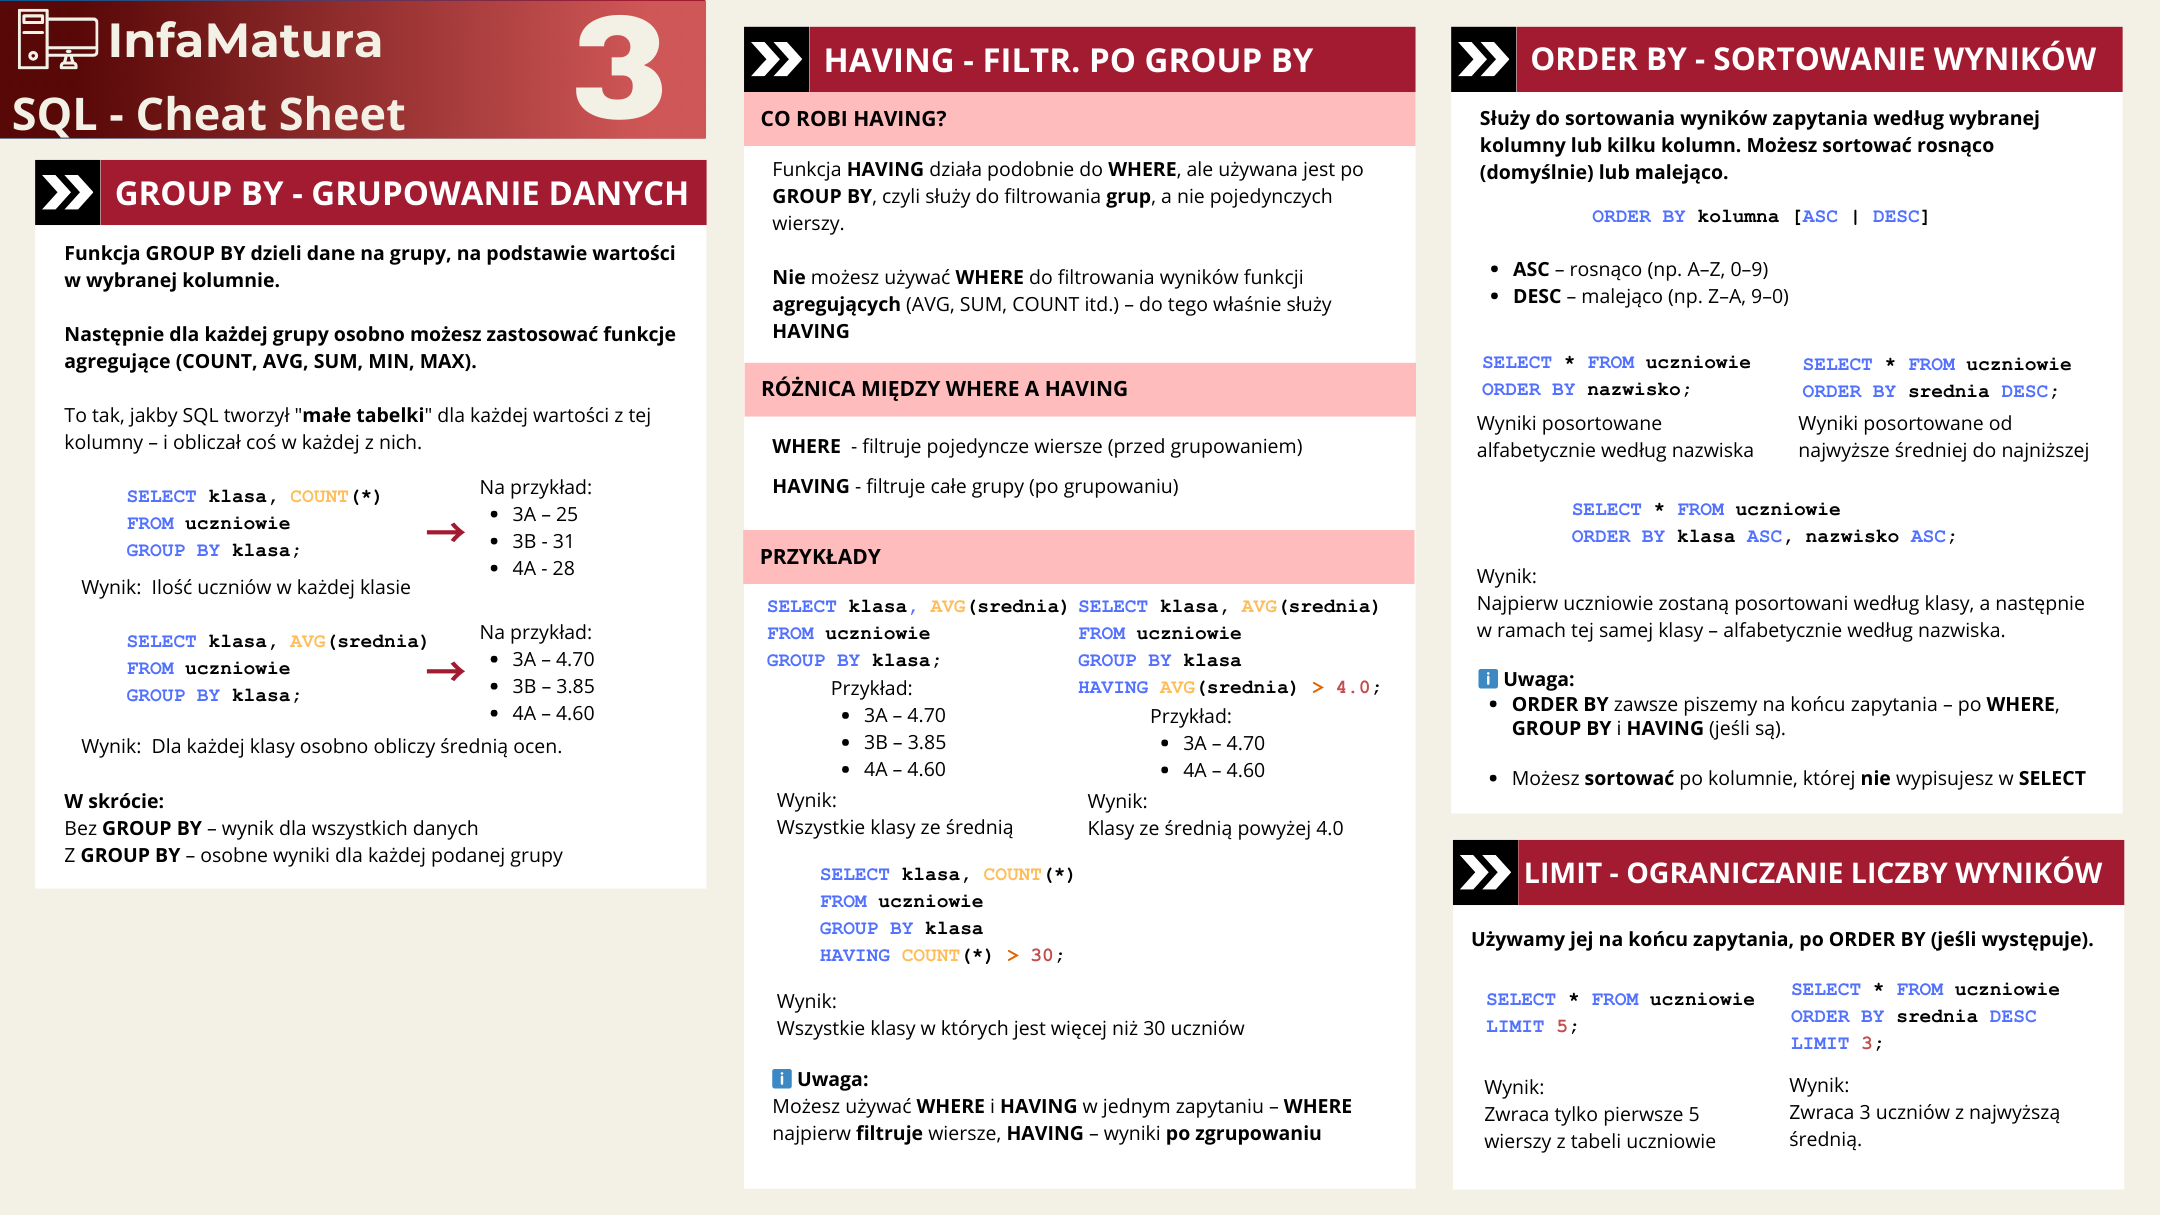 InfaMatura
SQL - Cheat Sheet
3
GROUP BY - GRUPOWANIE DANYCH
Funkcja GROUP BY dzieli dane na grupy, na podstawie wartości
w wybranej kolumnie.
Następnie dla każdej grupy osobno możesz zastosować funkcje
agregujące (COUNT, AVG, SUM, MIN, MAX).
To tak, jakby SQL tworzył "małe tabelki" dla każdej wartości z tej
kolumny – i obliczał coś w każdej z nich.
SELECT klasa, COUNT(*)
FROM uczniowie
GROUP BY klasa;
Na przykład:
• 3A – 25
• 3B - 31
• 4A - 28
Wynik: Ilość uczniów w każdej klasie
SELECT klasa, AVG(srednia)
FROM uczniowie
GROUP BY klasa;
Na przykład:
• 3A – 4.70
• 3B – 3.85
• 4A – 4.60
Wynik: Dla każdej klasy osobno obliczy średnią ocen.
W skrócie:
Bez GROUP BY – wynik dla wszystkich danych
Z GROUP BY – osobne wyniki dla każdej podanej grupy
HAVING - FILTR. PO GROUP BY
CO ROBI HAVING?
Funkcja HAVING działa podobnie do WHERE, ale używana jest po
GROUP BY, czyli służy do filtrowania grup, a nie pojedynczych
wierszy.
Nie możesz używać WHERE do filtrowania wyników funkcji
agregujących (AVG, SUM, COUNT itd.) – do tego właśnie służy
HAVING
RÓŻNICA MIĘDZY WHERE A HAVING
WHERE - filtruje pojedyncze wiersze (przed grupowaniem)
HAVING - filtruje całe grupy (po grupowaniu)
PRZYKŁADY
SELECT klasa, AVG(srednia)
FROM uczniowie
GROUP BY klasa;
Przykład:
• 3A – 4.70
• 3B – 3.85
• 4A – 4.60
Wynik:
Wszystkie klasy ze średnią
SELECT klasa, AVG(srednia)
FROM uczniowie
GROUP BY klasa
HAVING AVG(srednia) > 4.0;
Przykład:
• 3A – 4.70
• 4A – 4.60
Wynik:
Klasy ze średnią powyżej 4.0
SELECT klasa, COUNT(*)
FROM uczniowie
GROUP BY klasa
HAVING COUNT(*) > 30;
Wynik:
Wszystkie klasy w których jest więcej niż 30 uczniów
ℹ Uwaga:
Możesz używać WHERE i HAVING w jednym zapytaniu – WHERE
najpierw filtruje wiersze, HAVING – wyniki po zgrupowaniu
ORDER BY - SORTOWANIE WYNIKÓW
Służy do sortowania wyników zapytania według wybranej
kolumny lub kilku kolumn. Możesz sortować rosnąco
(domyślnie) lub malejąco.
ORDER BY kolumna [ASC | DESC]
• ASC – rosnąco (np. A–Z, 0–9)
• DESC – malejąco (np. Z–A, 9–0)
SELECT * FROM uczniowie
ORDER BY nazwisko;
Wyniki posortowane
alfabetycznie według nazwiska
SELECT * FROM uczniowie
ORDER BY srednia DESC;
Wyniki posortowane od
najwyższe średniej do najniższej
SELECT * FROM uczniowie
ORDER BY klasa ASC, nazwisko ASC;
Wynik:
Najpierw uczniowie zostaną posortowani według klasy, a następnie
w ramach tej samej klasy – alfabetycznie według nazwiska.
ℹ Uwaga:
• ORDER BY zawsze piszemy na końcu zapytania – po WHERE,
GROUP BY i HAVING (jeśli są).
• Możesz sortować po kolumnie, której nie wypisujesz w SELECT
LIMIT - OGRANICZANIE LICZBY WYNIKÓW
Używamy jej na końcu zapytania, po ORDER BY (jeśli występuje).
SELECT * FROM uczniowie
LIMIT 5;
Wynik:
Zwraca tylko pierwsze 5
wierszy z tabeli uczniowie
SELECT * FROM uczniowie
ORDER BY srednia DESC
LIMIT 3;
Wynik:
Zwraca 3 uczniów z najwyższą
średnią.